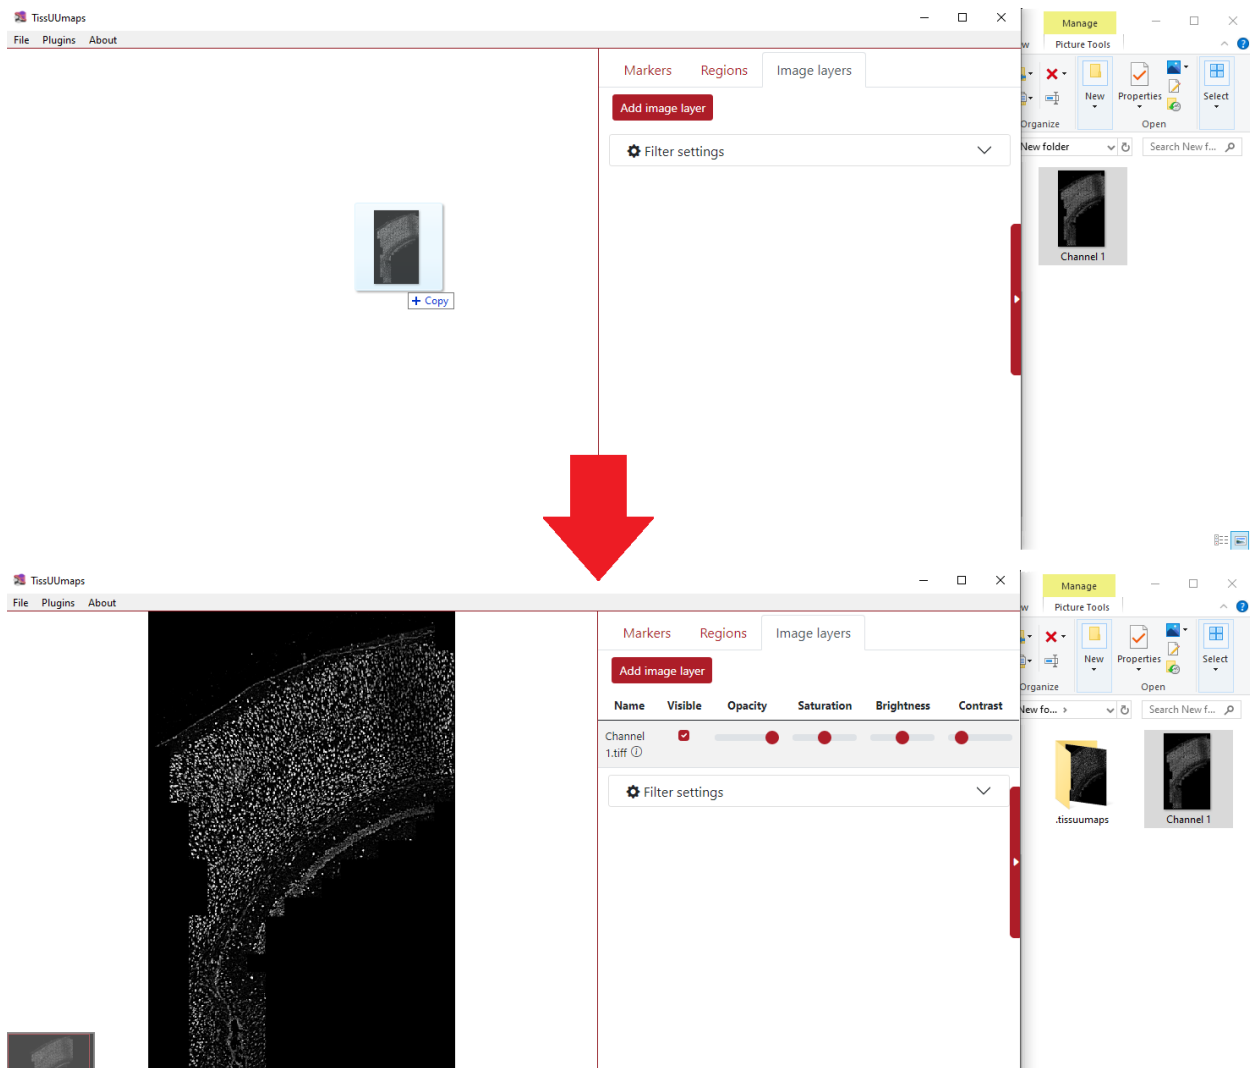 TissUUmaps
File Plugins About
Markers Regions Image layers
Add image layer
Filter settings
+ Copy
Manage
w Picture Tools
New Properties Select
Organize Open
New folder Search New f...
Channel 1
TissUUmaps
File Plugins About
Markers Regions Image layers
Add image layer
Name Visible Opacity Saturation Brightness Contrast
Channel
1.tiff
Filter settings
Manage
w Picture Tools
New Properties Select
Organize Open
New fo... Search New f...
.tissuumaps Channel 1